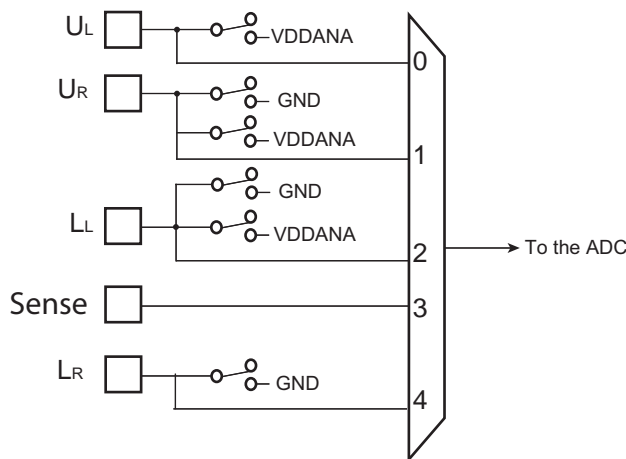 UL
VDDANA
0
UR
GND
VDDANA
1
GND
LL
VDDANA
2
To the ADC
Sense
3
LR
GND
4